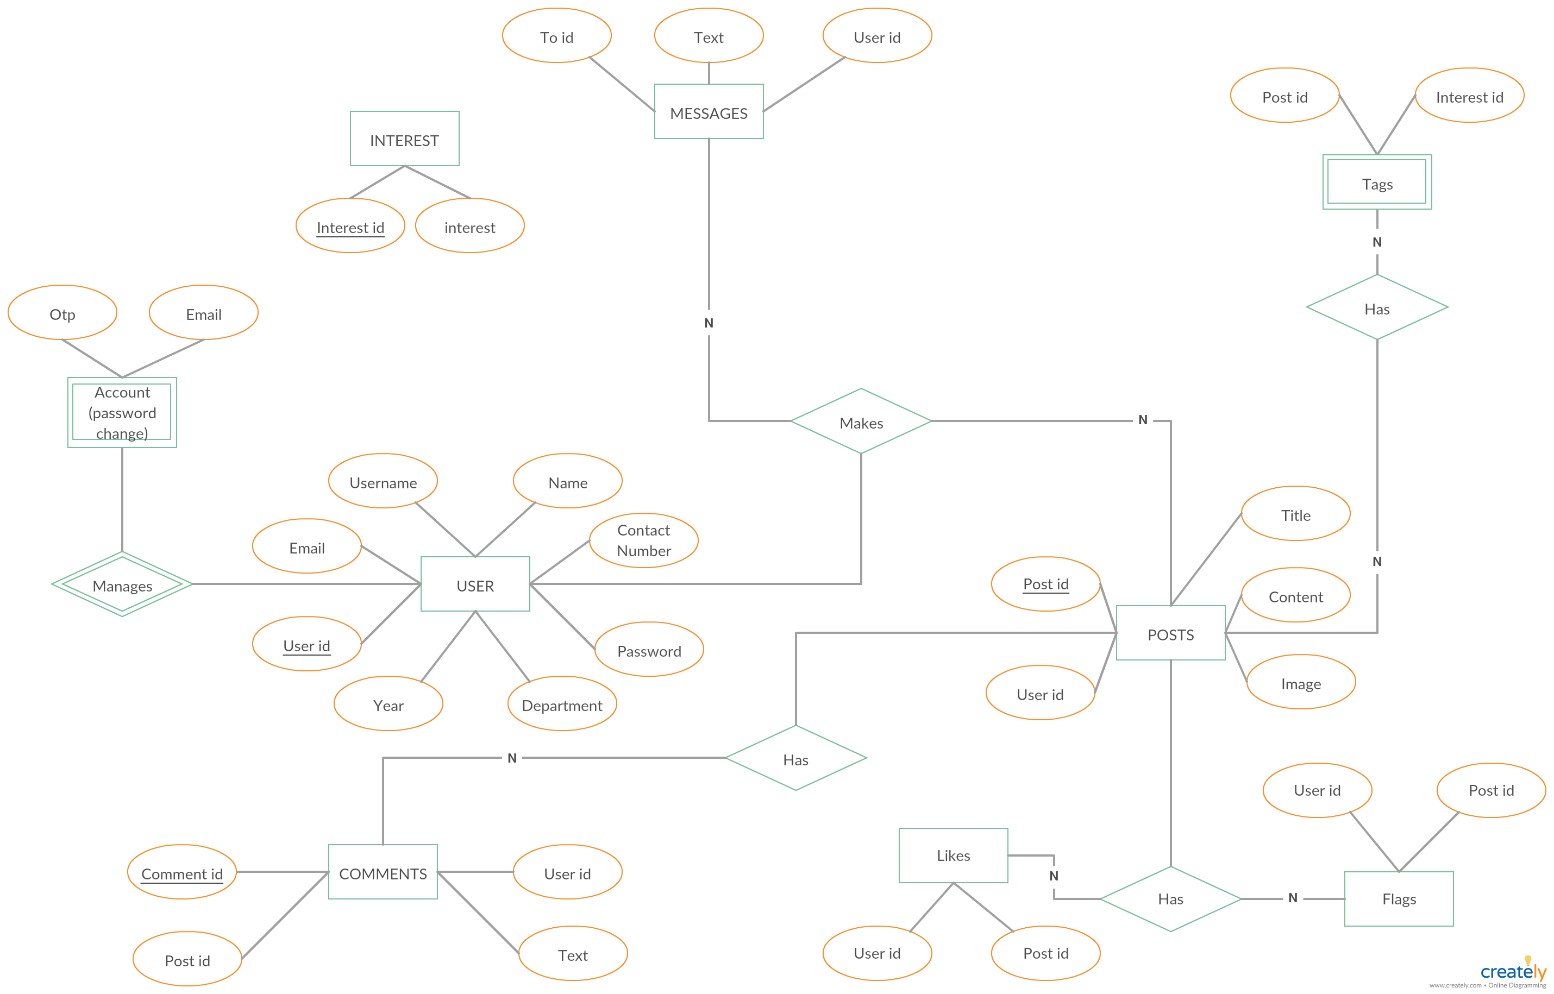 To id
Text
User id
MESSAGES
INTEREST
Interest id
interest
Post id
Interest id
Tags
N
Has
N
Otp
Email
Account
(password
change)
Manages
N
Makes
N
Username
Name
Email
Contact
Number
USER
User id
Password
Year
Department
Title
Post id
Content
POSTS
User id
Image
N
Has
Comment id
COMMENTS
User id
Post id
Text
Likes
N
User id
Post id
Has
N
User id
Post id
Flags
creately
www.creately.com • Online Diagramming